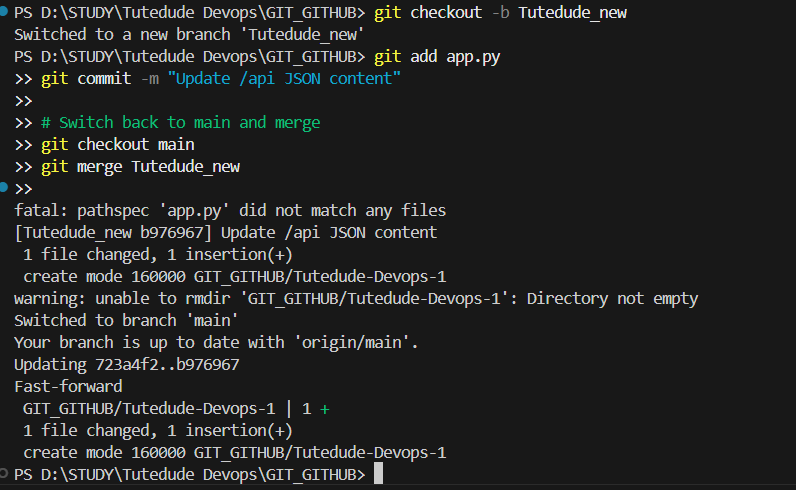 PS D:\STUDY\Tutedude Devops\GIT_GITHUB> git checkout -b Tutedude_new
Switched to a new branch 'Tutedude_new'
PS D:\STUDY\Tutedude Devops\GIT_GITHUB> git add app.py
>> git commit -m "Update /api JSON content"
>>
>> # Switch back to main and merge
>> git checkout main
>> git merge Tutedude_new
>>
fatal: pathspec 'app.py' did not match any files
[Tutedude_new b976967] Update /api JSON content
 1 file changed, 1 insertion(+)
 create mode 160000 GIT_GITHUB/Tutedude-Devops-1
warning: unable to rmdir 'GIT_GITHUB/Tutedude-Devops-1': Directory not empty
Switched to branch 'main'
Your branch is up to date with 'origin/main'.
Updating 723a4f2..b976967
Fast-forward
 GIT_GITHUB/Tutedude-Devops-1 | 1 +
 1 file changed, 1 insertion(+)
 create mode 160000 GIT_GITHUB/Tutedude-Devops-1
PS D:\STUDY\Tutedude Devops\GIT_GITHUB>